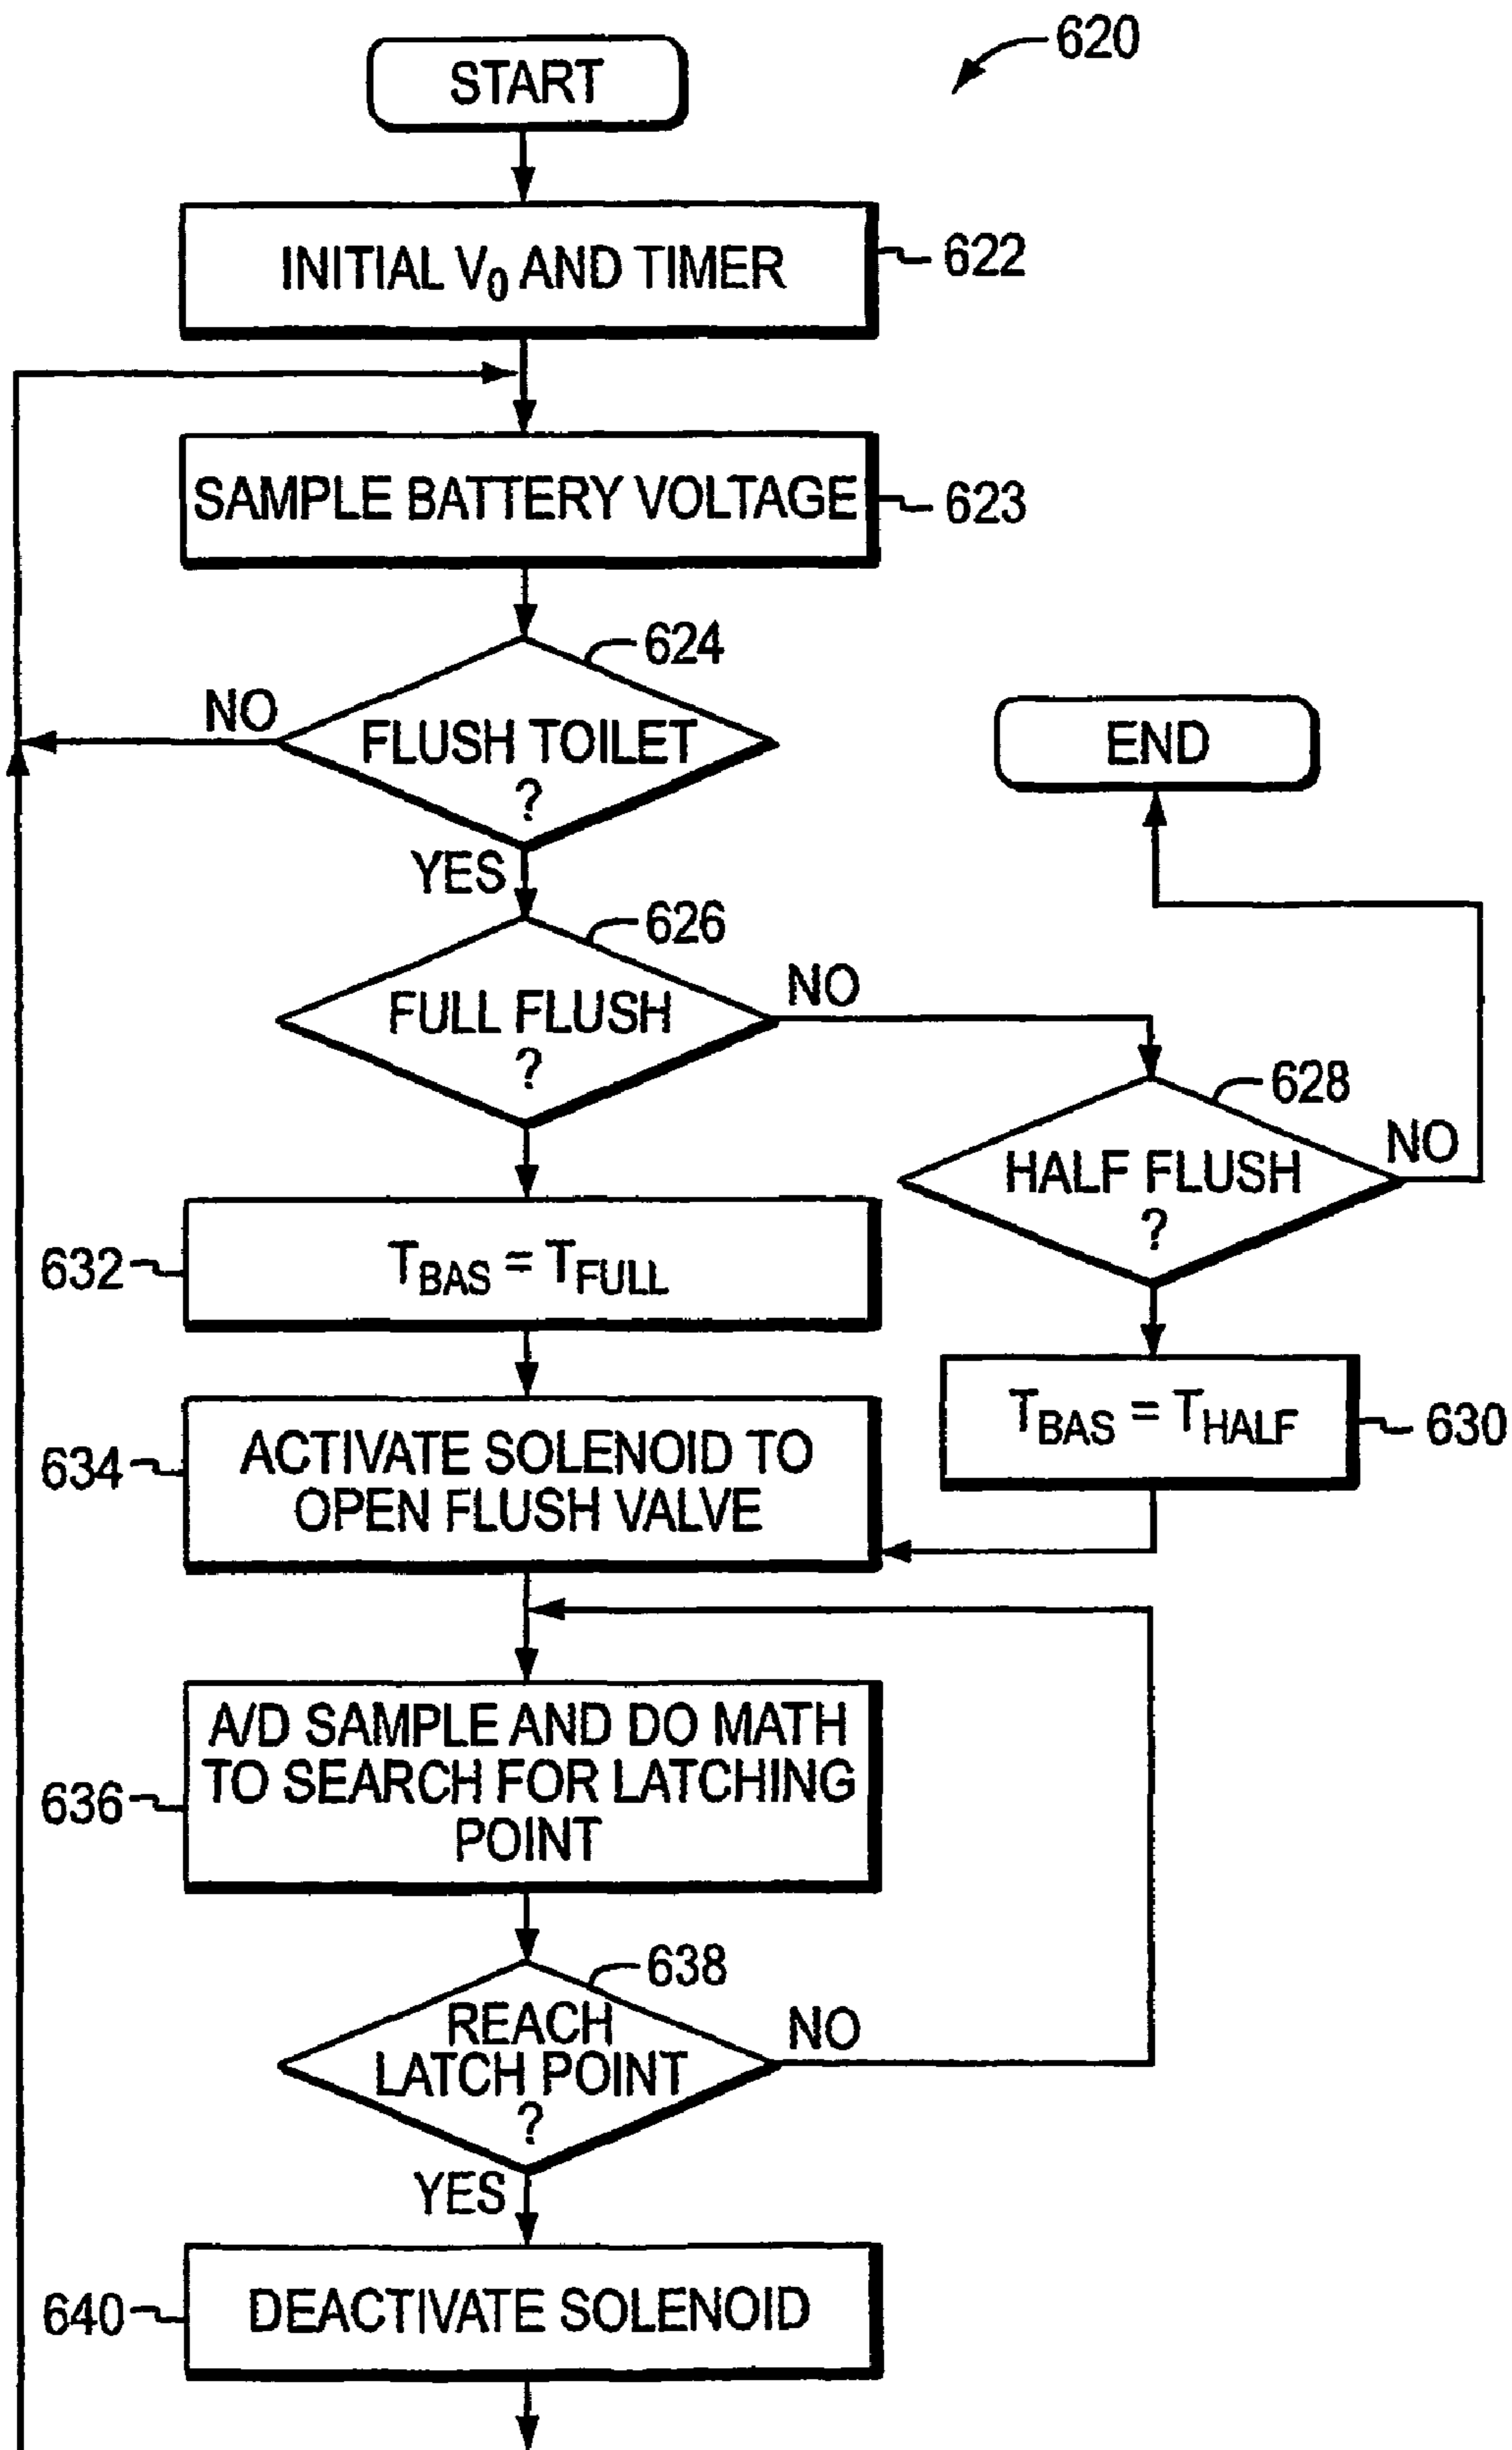 620
START
INITIAL V0 AND TIMER
622
SAMPLE BATTERY VOLTAGE
623
624
NO
FLUSH TOILET
?
END
YES
626
NO
FULL FLUSH
?
628
NO
HALF FLUSH
?
632
TBAS = TFULL
TBAS = THALF
630
634
ACTIVATE SOLENOID TO
OPEN FLUSH VALVE
636
A/D SAMPLE AND DO MATH
TO SEARCH FOR LATCHING
POINT
638
NO
REACH
LATCH POINT
?
YES
640
DEACTIVATE SOLENOID